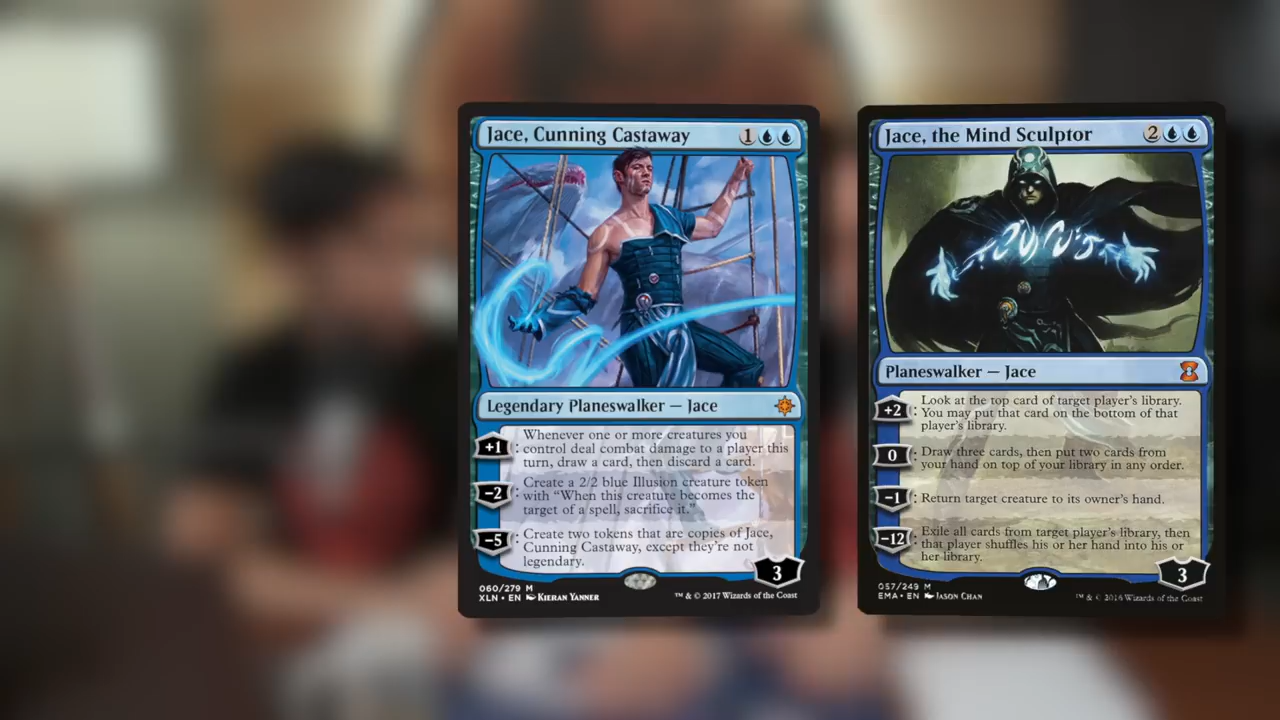 Jace, Cunning Castaway 1
Legendary Planeswalker — Jace
+1: Whenever one or more creatures you
control deal combat damage to a player this
turn, draw a card, then discard a card.
-2: Create a 2/2 blue Illusion creature token
with “When this creature becomes the
target of a spell, sacrifice it.”
-5: Create two tokens that are copies of Jace,
Cunning Castaway, except they're not
legendary.
3
060/279 M
XLN • EN Kieran Yanner
™ & © 2017 Wizards of the Coast
Jace, the Mind Sculptor 2
Planeswalker — Jace
+2: Look at the top card of target player's library.
You may put that card on the bottom of that
player's library.
0: Draw three cards, then put two cards from
your hand on top of your library in any order.
-1: Return target creature to its owner's hand.
-12: Exile all cards from target player's library, then
that player shuffles his or her hand into his or
her library.
3
057/249 M
EMA • EN Jason Chan
™ & © 2016 Wizards of the Coast